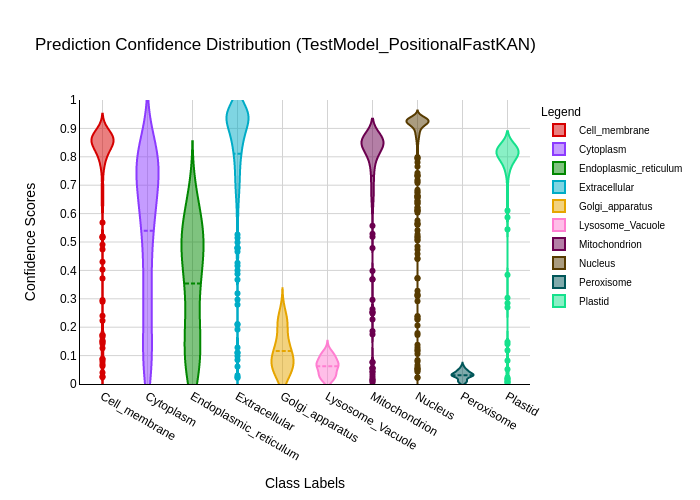 Prediction Confidence Distribution (TestModel_PositionalFastKAN)
Confidence Scores
1
0.9
0.8
0.7
0.6
0.5
0.4
0.3
0.2
0.1
0
Cell_membrane
Cytoplasm
Endoplasmic_reticulum
Extracellular
Golgi_apparatus
Lysosome_Vacuole
Mitochondrion
Nucleus
Peroxisome
Plastid
Class Labels
Legend
Cell_membrane
Cytoplasm
Endoplasmic_reticulum
Extracellular
Golgi_apparatus
Lysosome_Vacuole
Mitochondrion
Nucleus
Peroxisome
Plastid